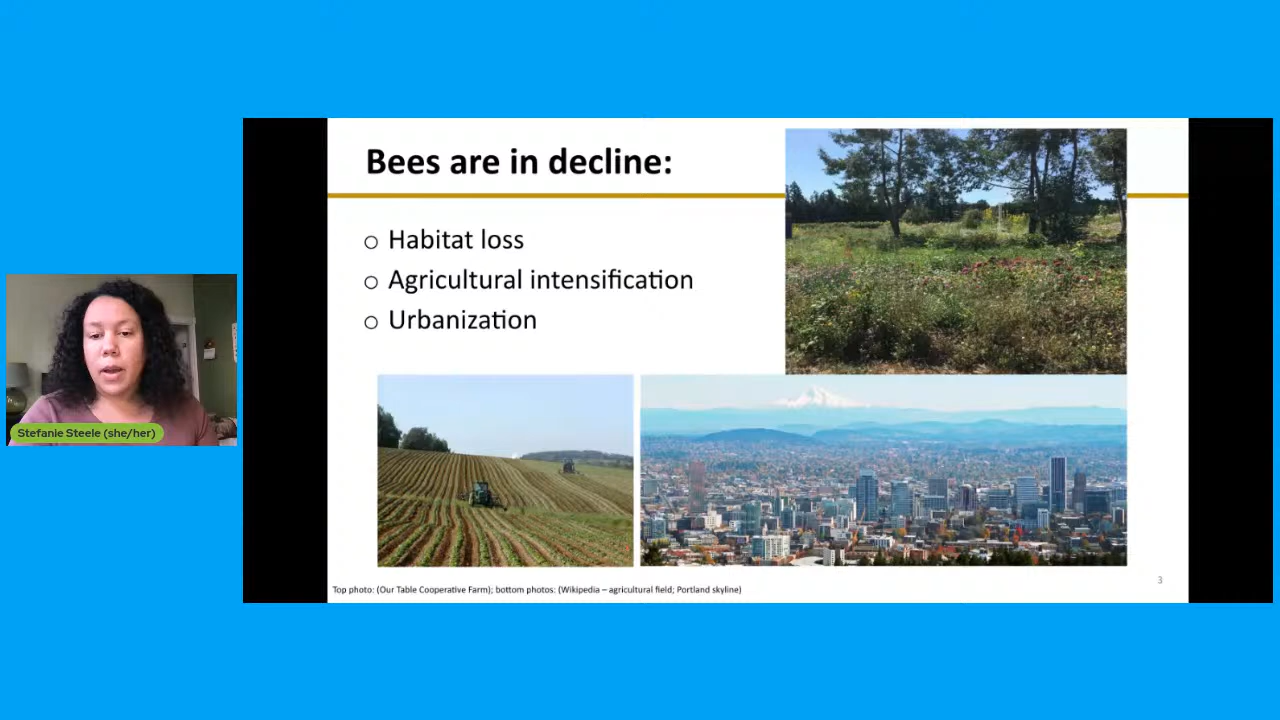 Bees are in decline:
○ Habitat loss
○ Agricultural intensification
○ Urbanization
Stefanie Steele (she/her)
3
Top photo: (Our Table Cooperative Farm); bottom photos: (Wikipedia – agricultural field; Portland skyline)